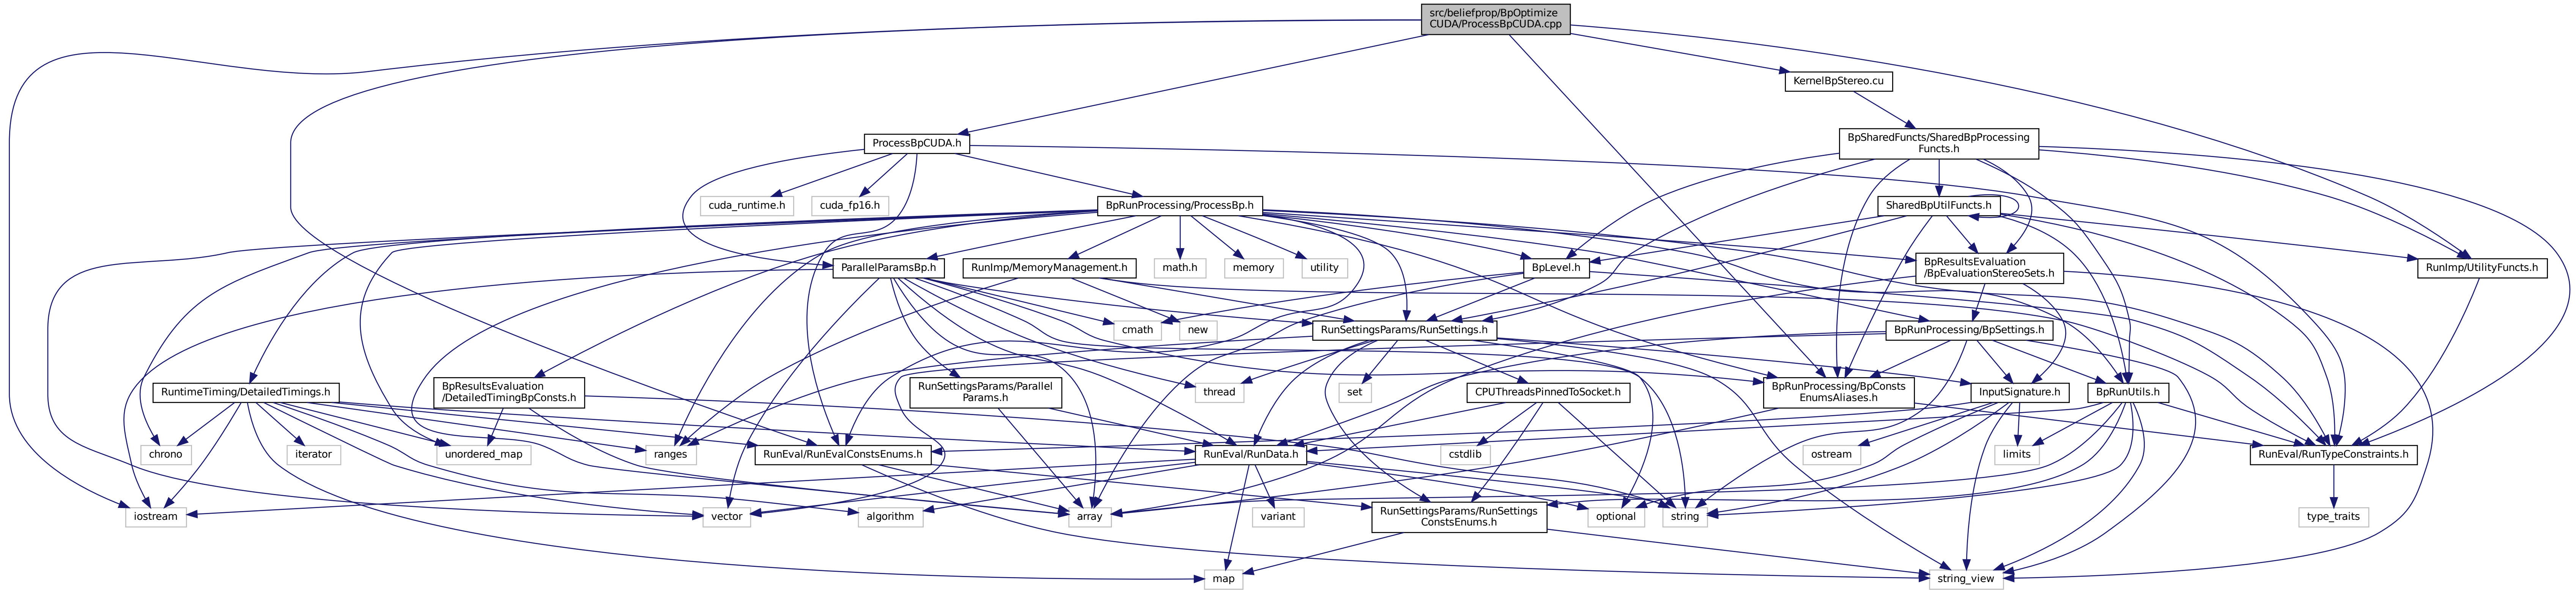 src/beliefprop/BpOptimize
CUDA/ProcessBpCUDA.cpp
KernelBpStereo.cu
ProcessBpCUDA.h
BpSharedFuncts/SharedBpProcessing
Functs.h
cuda_runtime.h
cuda_fp16.h
BpRunProcessing/ProcessBp.h
SharedBpUtilFuncts.h
ParallelParamsBp.h
RunImp/MemoryManagement.h
math.h
memory
utility
BpLevel.h
BpResultsEvaluation
/BpEvaluationStereoSets.h
RunImp/UtilityFuncts.h
cmath
new
RunSettingsParams/RunSettings.h
BpRunProcessing/BpSettings.h
RuntimeTiming/DetailedTimings.h
BpResultsEvaluation
/DetailedTimingBpConsts.h
RunSettingsParams/Parallel
Params.h
thread
set
CPUThreadsPinnedToSocket.h
BpRunProcessing/BpConsts
EnumsAliases.h
InputSignature.h
BpRunUtils.h
chrono
iterator
unordered_map
ranges
RunEval/RunEvalConstsEnums.h
RunEval/RunData.h
cstdlib
ostream
limits
RunEval/RunTypeConstraints.h
iostream
vector
algorithm
array
variant
RunSettingsParams/RunSettings
ConstsEnums.h
optional
string
type_traits
map
string_view